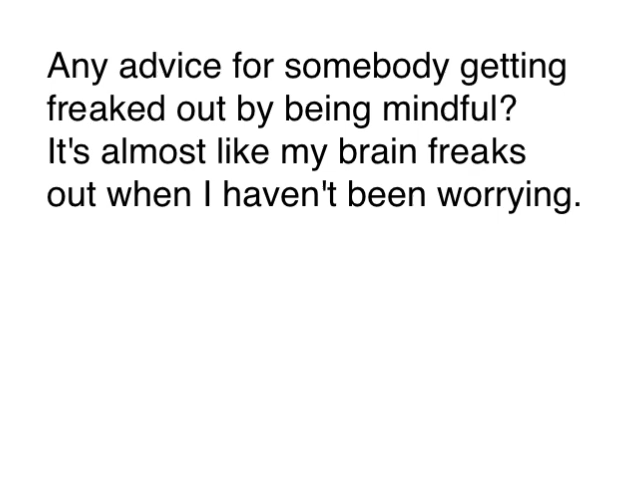 Any advice for somebody getting
freaked out by being mindful?
It's almost like my brain freaks
out when I haven't been worrying.